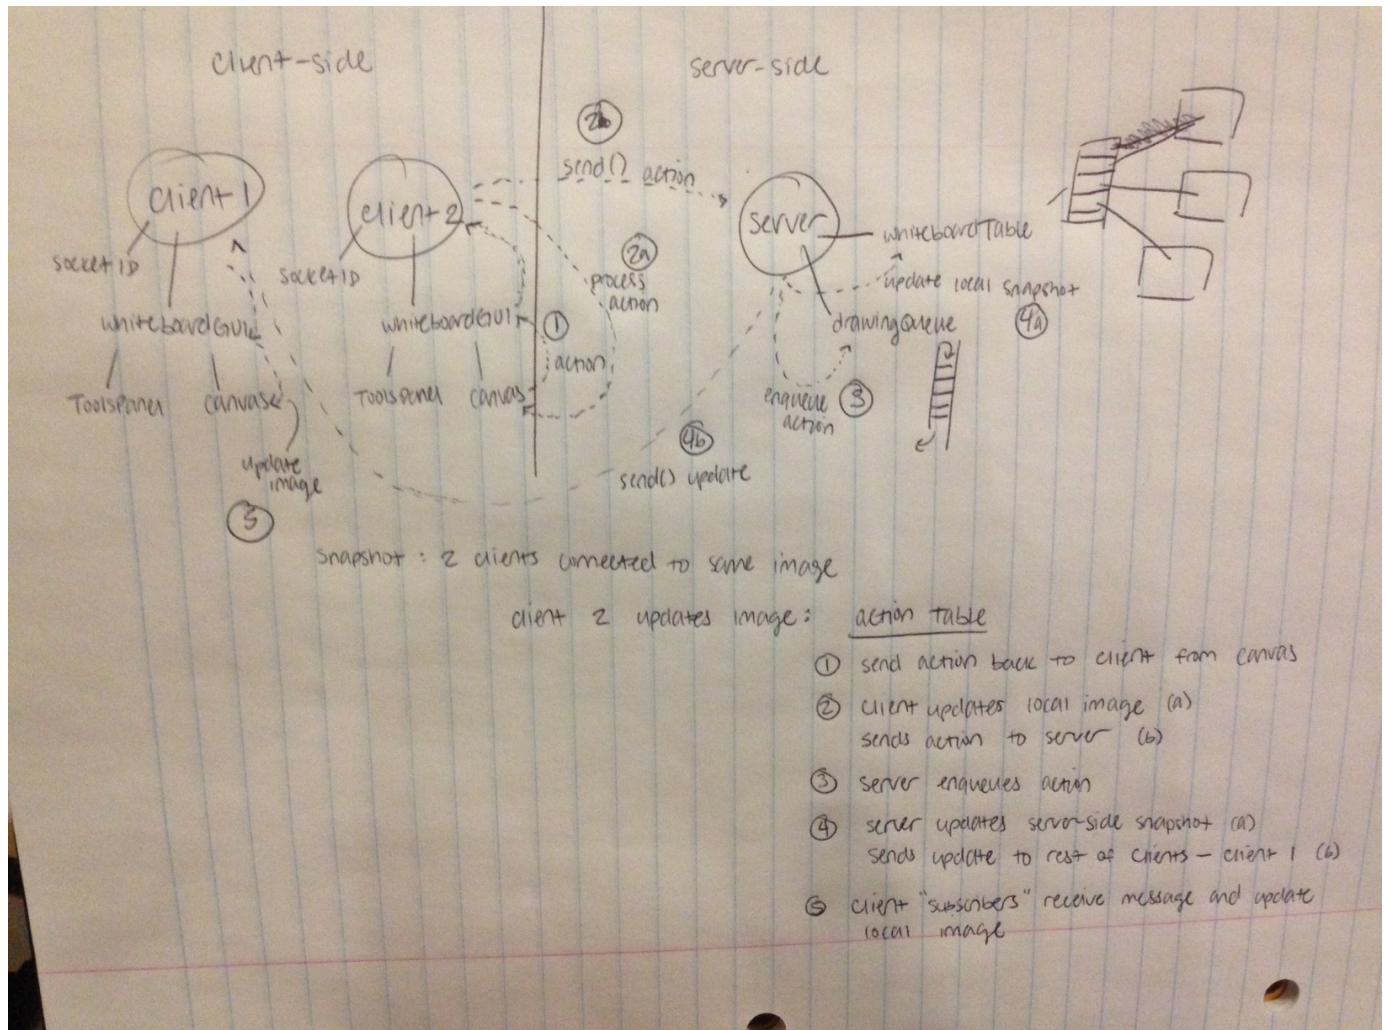 client-side
server-side
2b
send() action
client 1
client 2
server
socket ID
socket ID
2a
process
action
whiteboardTable
update local snapshot
4a
whiteboardGUI
whiteboardGUI
1
action
drawingQueue
ToolsPanel
canvas
ToolsPanel
canvas
enqueue
action
3
4b
send() update
update
image
5
snapshot : 2 clients connected to same image
client 2 updates image :
action table
1 send action back to client from canvas
2 client updates local image (a)
sends action to server (b)
3 server enqueues action
4 server updates server-side snapshot (a)
sends update to rest of clients - client 1 (b)
5 client "subscribers" receive message and update
local image